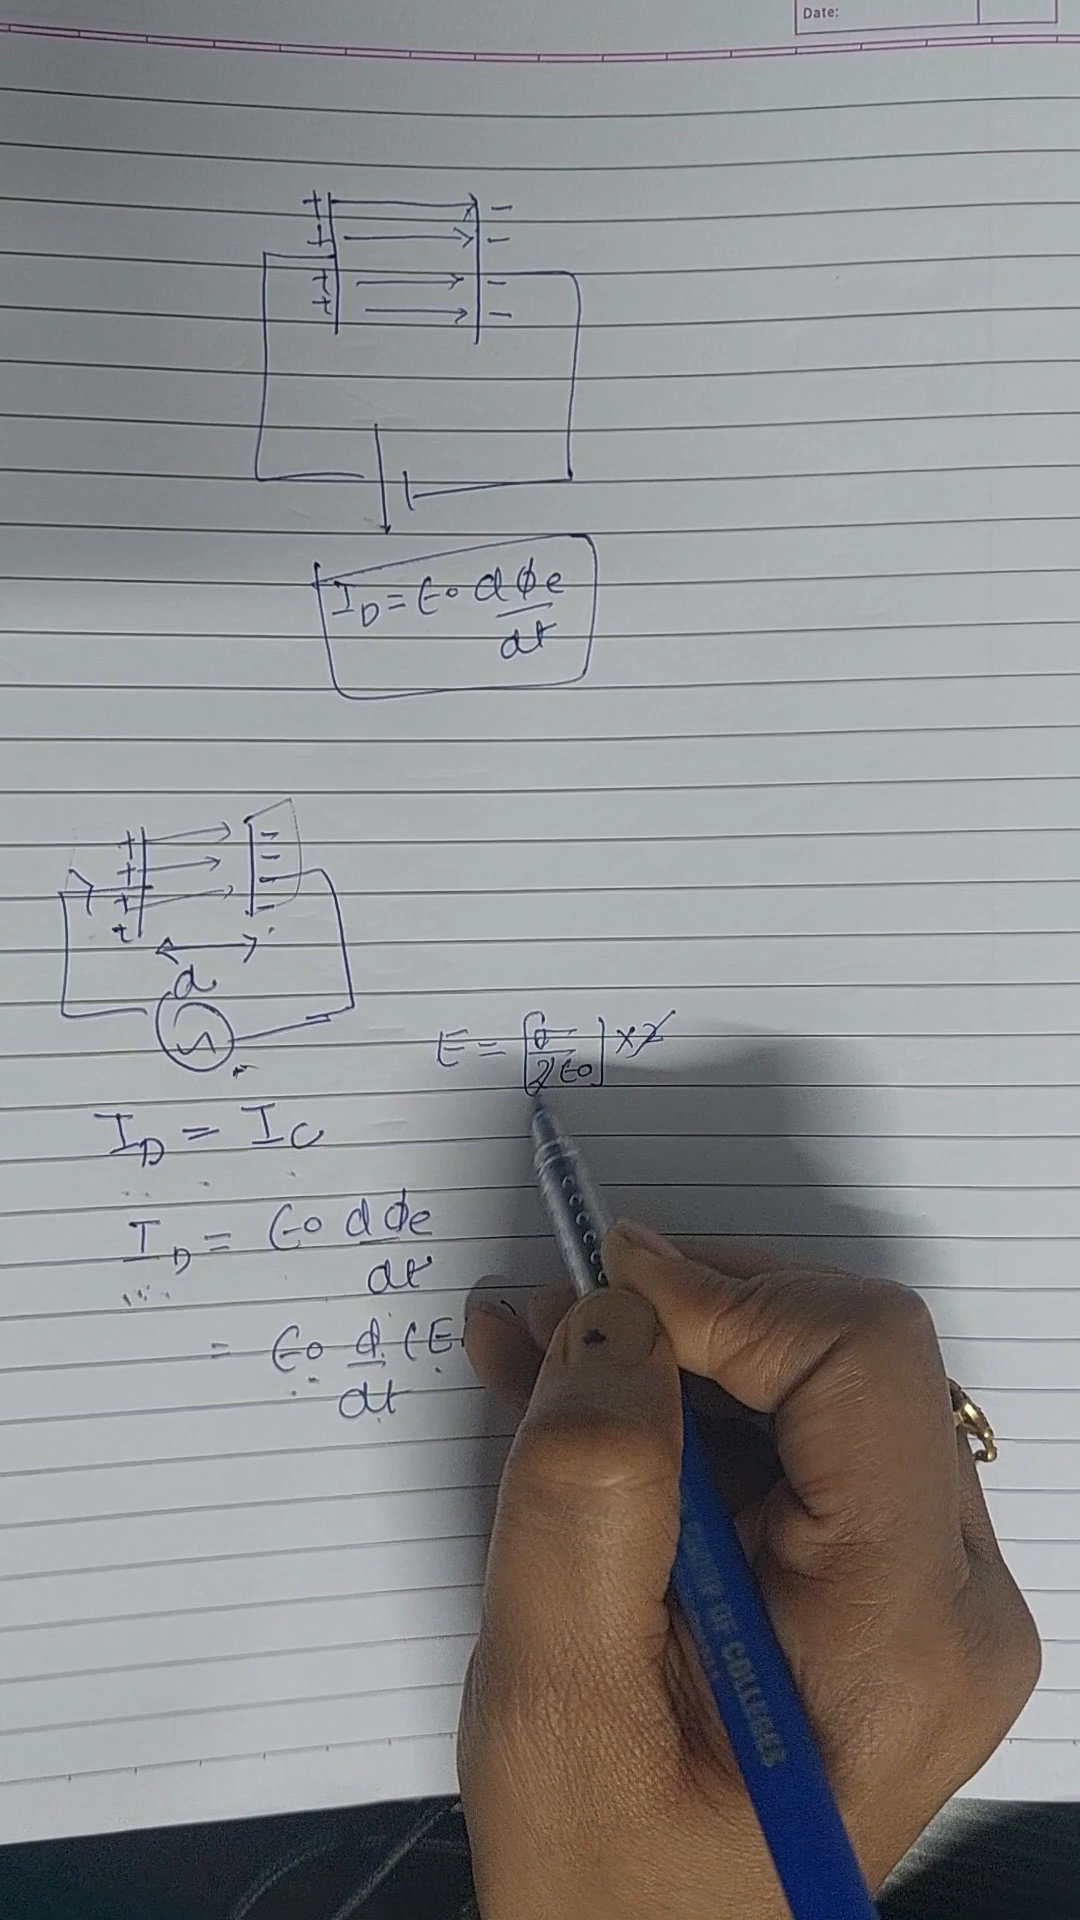 Date:
+ -
+ -
+ -
+ -
I_D = ϵ₀ dϕe/dt
+ -
+ -
+ -
+ -
d
E = [σ/2ϵ₀] × 2
I_D = I_C
I_D = ϵ₀ dϕe/dt
= ϵ₀ d/dt (E